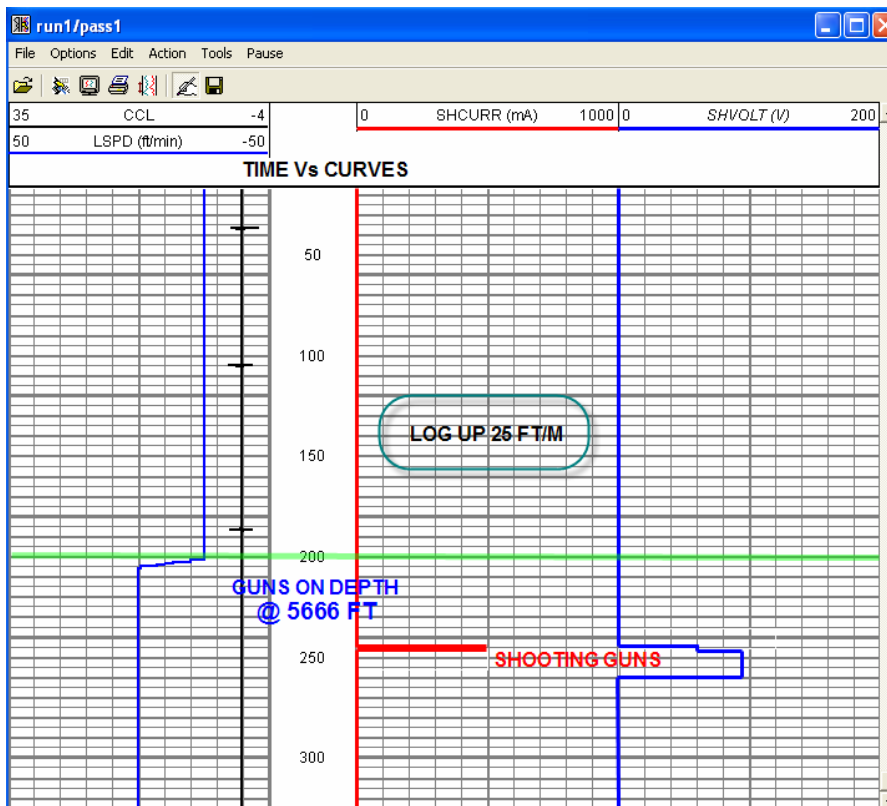 run1/pass1
File Options Edit Action Tools Pause
35 CCL -4 0 SHCURR (mA) 1000 0 SHVOLT (V) 200
50 LSPD (ft/min) -50
TIME Vs CURVES
50
100
LOG UP 25 FT/M
150
200
GUNS ON DEPTH
@ 5666 FT
250 SHOOTING GUNS
300